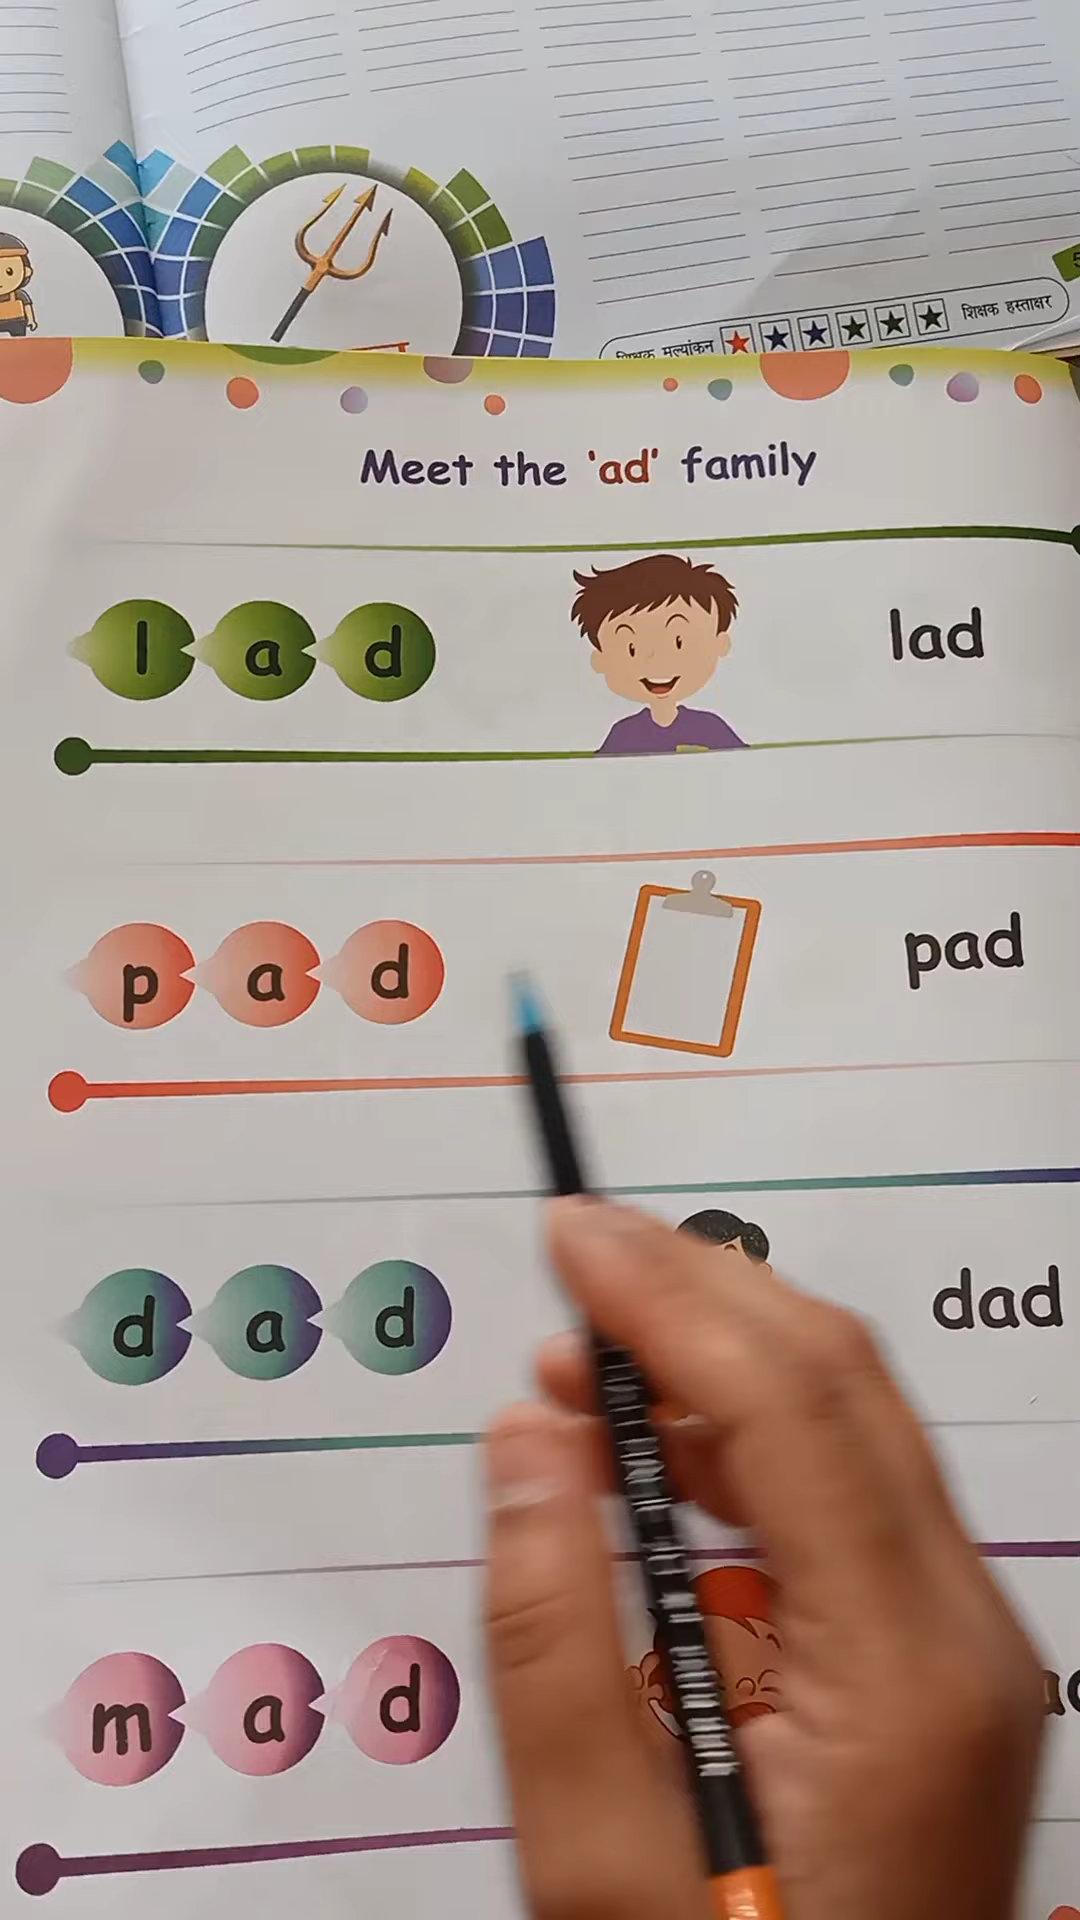 शिक्षक मूल्यांकन शिक्षक हस्ताक्षर
Meet the 'ad' family
l a d lad
p a d pad
d a d dad
m a d